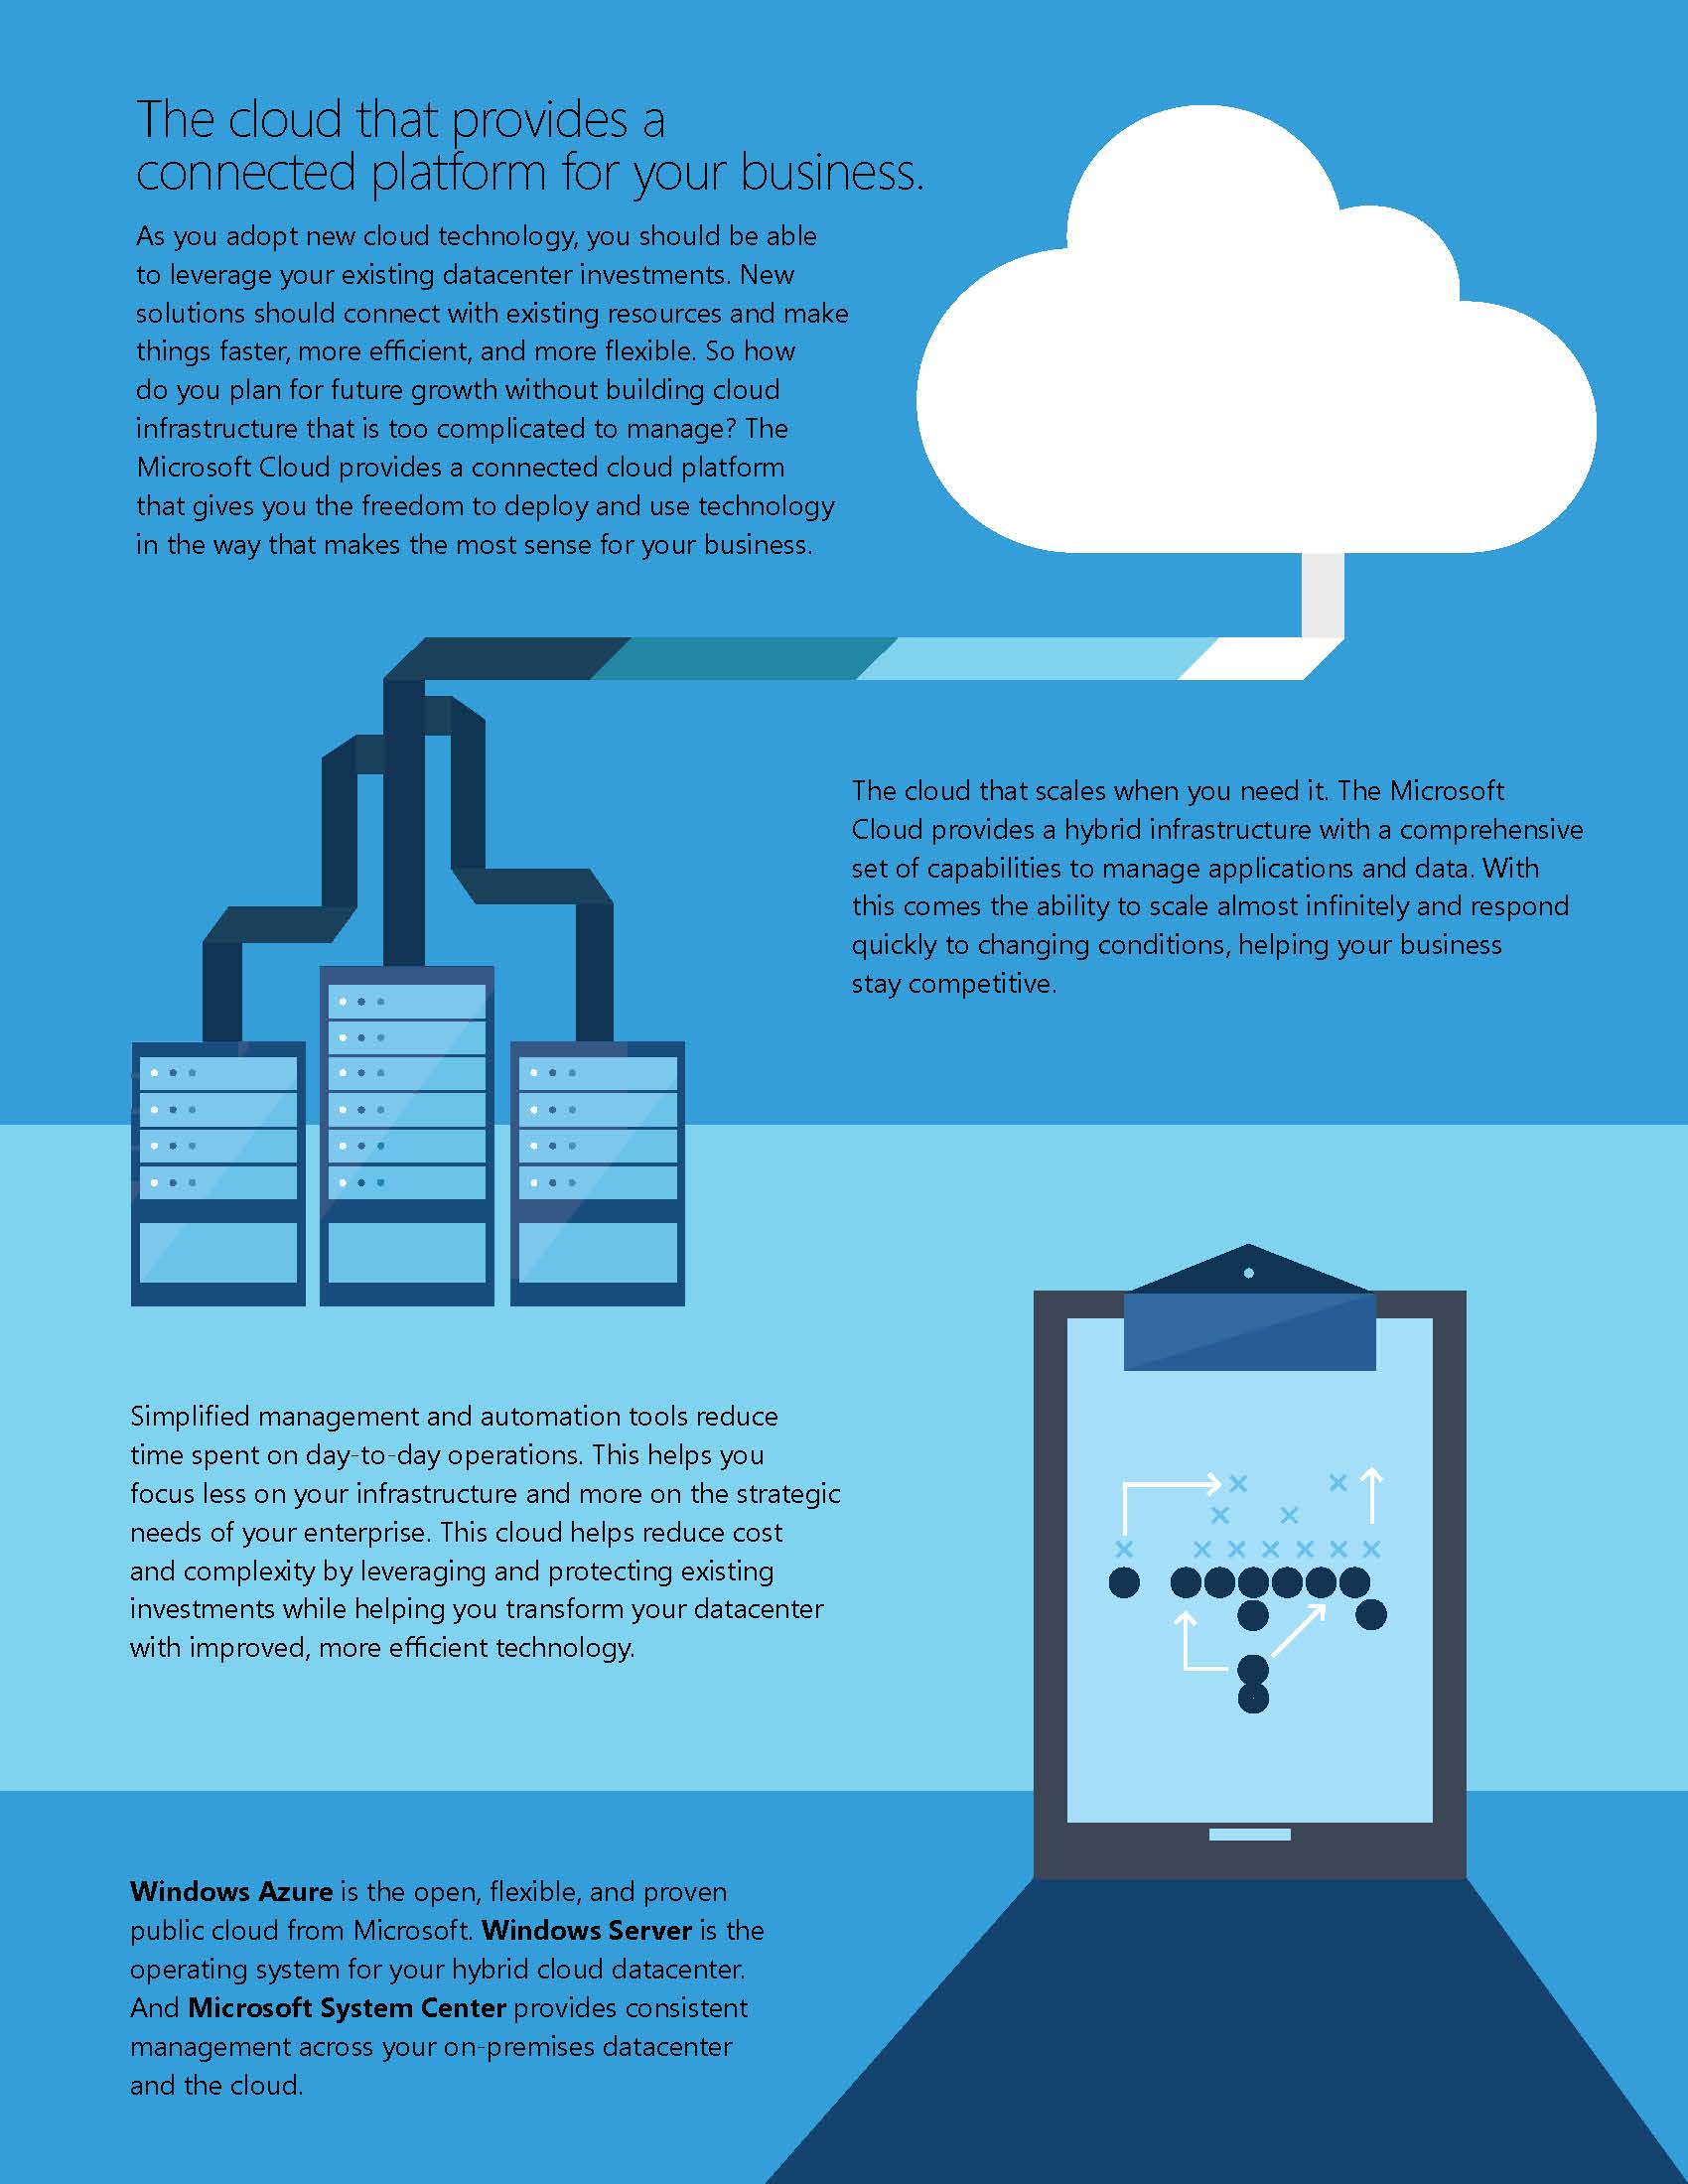 The cloud that provides a
connected platform for your business.
As you adopt new cloud technology, you should be able
to leverage your existing datacenter investments. New
solutions should connect with existing resources and make
things faster, more efficient, and more flexible. So how
do you plan for future growth without building cloud
infrastructure that is too complicated to manage? The
Microsoft Cloud provides a connected cloud platform
that gives you the freedom to deploy and use technology
in the way that makes the most sense for your business.
The cloud that scales when you need it. The Microsoft
Cloud provides a hybrid infrastructure with a comprehensive
set of capabilities to manage applications and data. With
this comes the ability to scale almost infinitely and respond
quickly to changing conditions, helping your business
stay competitive.
Simplified management and automation tools reduce
time spent on day-to-day operations. This helps you
focus less on your infrastructure and more on the strategic
needs of your enterprise. This cloud helps reduce cost
and complexity by leveraging and protecting existing
investments while helping you transform your datacenter
with improved, more efficient technology.
Windows Azure is the open, flexible, and proven
public cloud from Microsoft. Windows Server is the
operating system for your hybrid cloud datacenter.
And Microsoft System Center provides consistent
management across your on-premises datacenter
and the cloud.